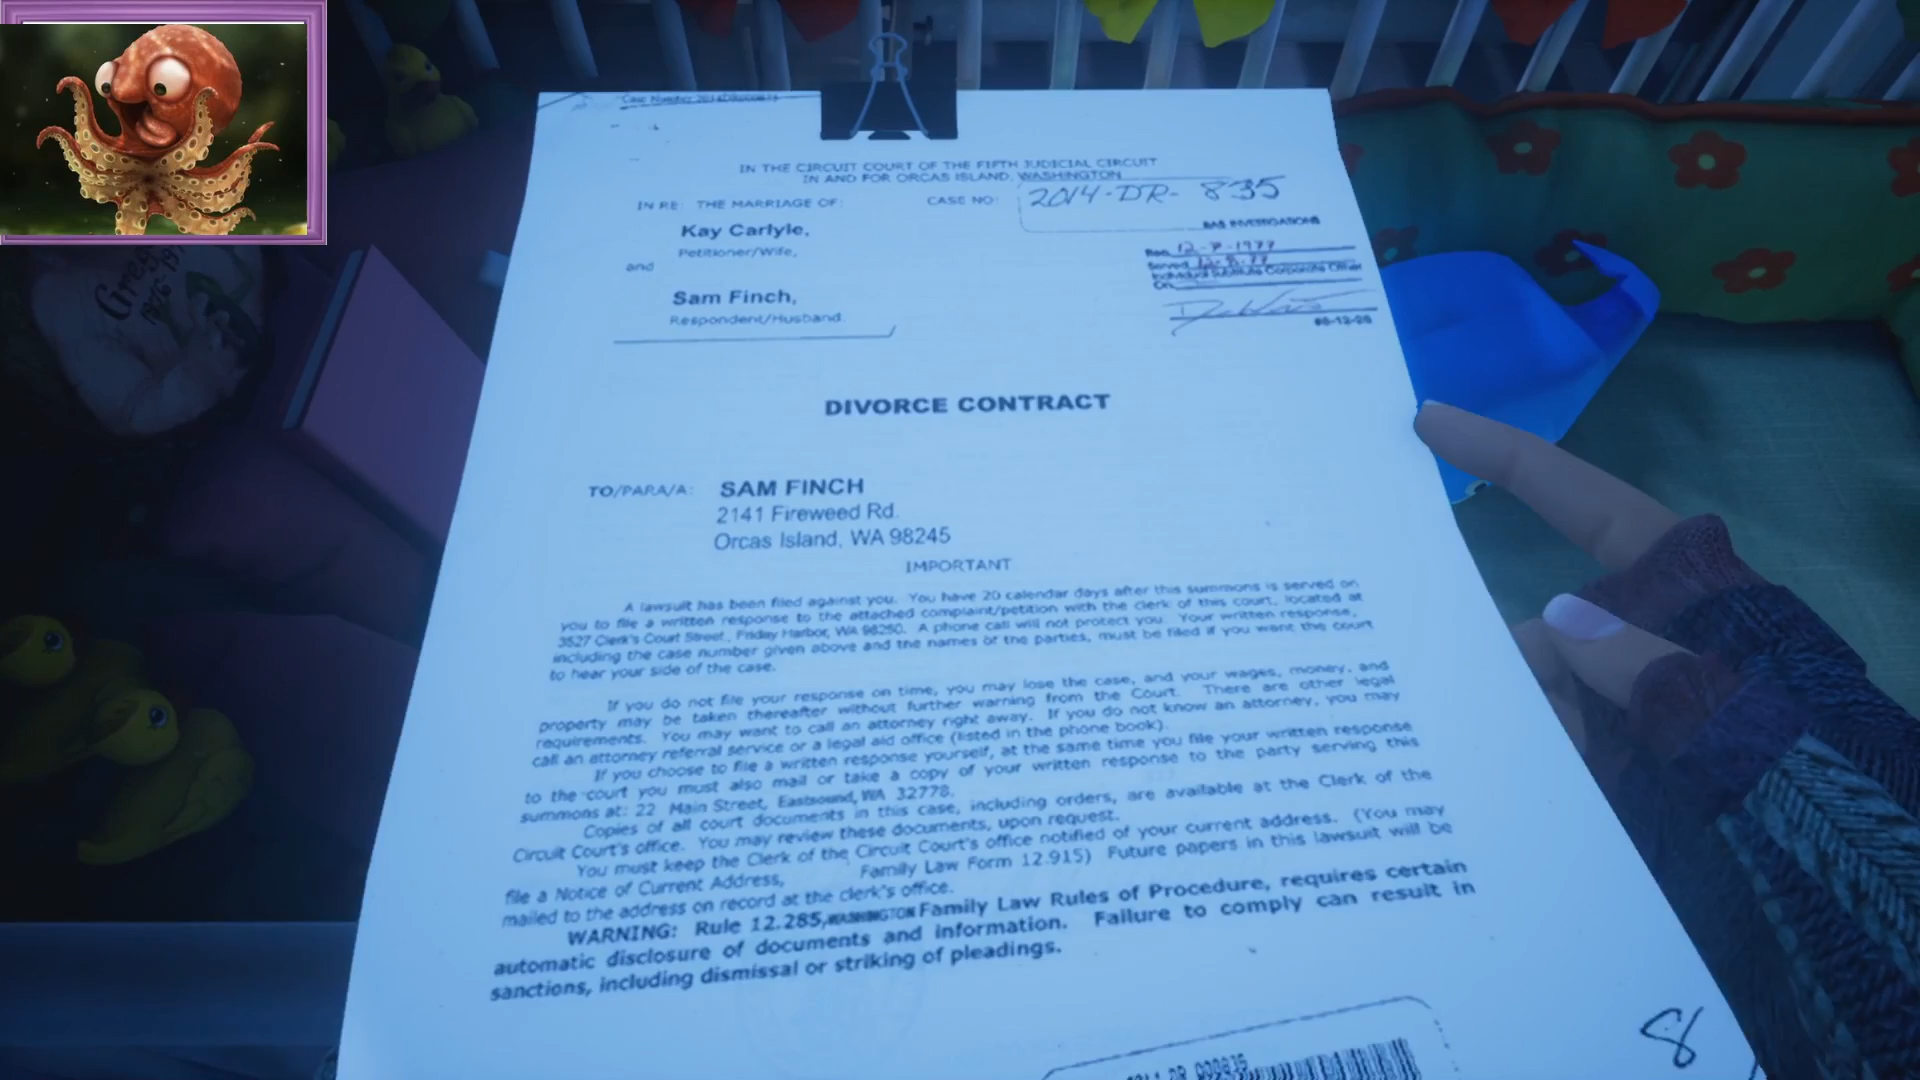 IN THE CIRCUIT COURT OF THE FIFTH JUDICIAL CIRCUIT
IN AND FOR ORCAS ISLAND, WASHINGTON
IN RE: THE MARRIAGE OF:
CASE NO:
2014-DR- 835
Kay Carlyle,
Petitioner/Wife,
and
Sam Finch,
Respondent/Husband
12-7-1977
DIVORCE CONTRACT
TO/PARA/A: SAM FINCH
2141 Fireweed Rd.
Orcas Island, WA 98245
IMPORTANT
A lawsuit has been filed against you. You have 20 calendar days after this summons is served on
you to file a written response to the attached complaint/petition with the clerk of this court, located at
3527 Clerk's Court Street., Friday Harbor, WA 98250. A phone call will not protect you. Your written response,
including the case number given above and the names of the parties, must be filed if you want the court
to hear your side of the case.
If you do not file your response on time, you may lose the case, and your wages, money, and
property may be taken thereafter without further warning from the Court. There are other legal
requirements. You may want to call an attorney right away. If you do not know an attorney, you may
call an attorney referral service or a legal aid office (listed in the phone book).
If you choose to file a written response yourself, at the same time you file your written response
to the court you must also mail or take a copy of your written response to the party serving this
summons at: 22 Main Street, Eastsound, WA 32778.
Copies of all court documents in this case, including orders, are available at the Clerk of the
Circuit Court's office. You may review these documents, upon request.
You must keep the Clerk of the Circuit Court's office notified of your current address. (You may
file a Notice of Current Address, Family Law Form 12.915) Future papers in this lawsuit will be
mailed to the address on record at the clerk's office.
WARNING: Rule 12.285, WASHINGTON Family Law Rules of Procedure, requires certain
automatic disclosure of documents and information. Failure to comply can result in
sanctions, including dismissal or striking of pleadings.
8